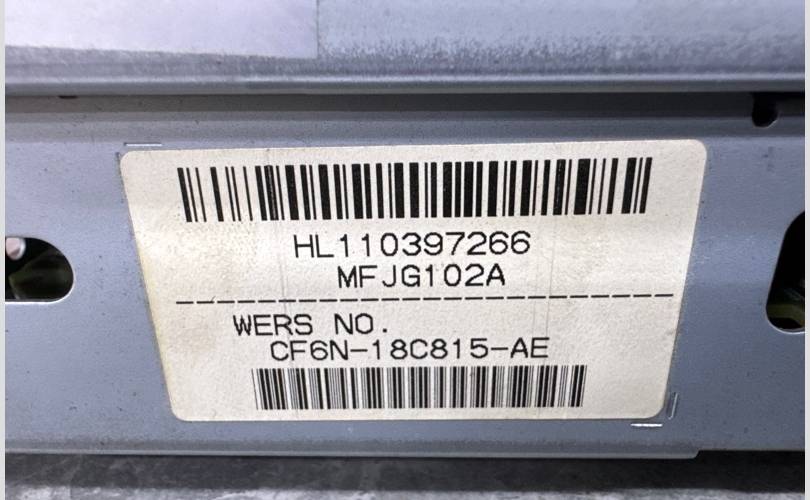 HL110397266
MFJG102A
WERS NO.
CF6N-18C815-AE